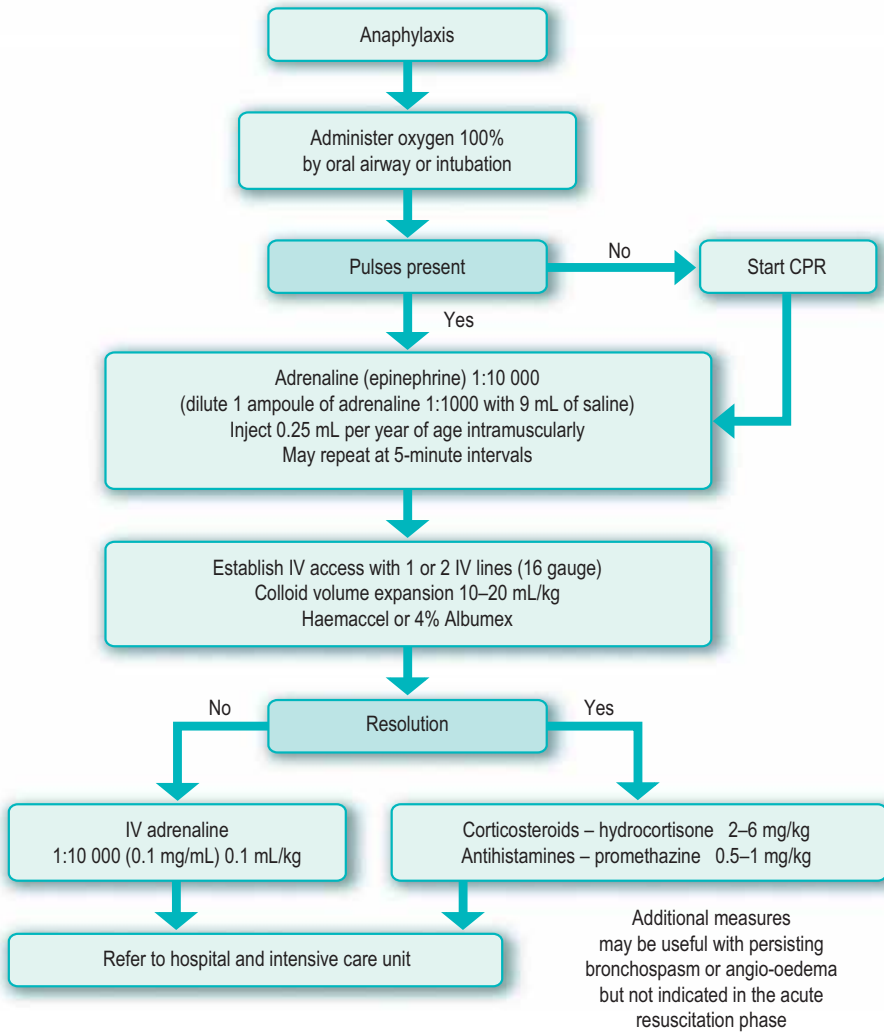 Anaphylaxis
Administer oxygen 100%
by oral airway or intubation
Pulses present
No
Start CPR
Yes
Adrenaline (epinephrine) 1:10 000
(dilute 1 ampoule of adrenaline 1:1000 with 9 mL of saline)
Inject 0.25 mL per year of age intramuscularly
May repeat at 5-minute intervals
Establish IV access with 1 or 2 IV lines (16 gauge)
Colloid volume expansion 10–20 mL/kg
Haemaccel or 4% Albumex
No
Resolution
Yes
IV adrenaline
1:10 000 (0.1 mg/mL) 0.1 mL/kg
Corticosteroids – hydrocortisone 2–6 mg/kg
Antihistamines – promethazine 0.5–1 mg/kg
Refer to hospital and intensive care unit
Additional measures
may be useful with persisting
bronchospasm or angio-oedema
but not indicated in the acute
resuscitation phase